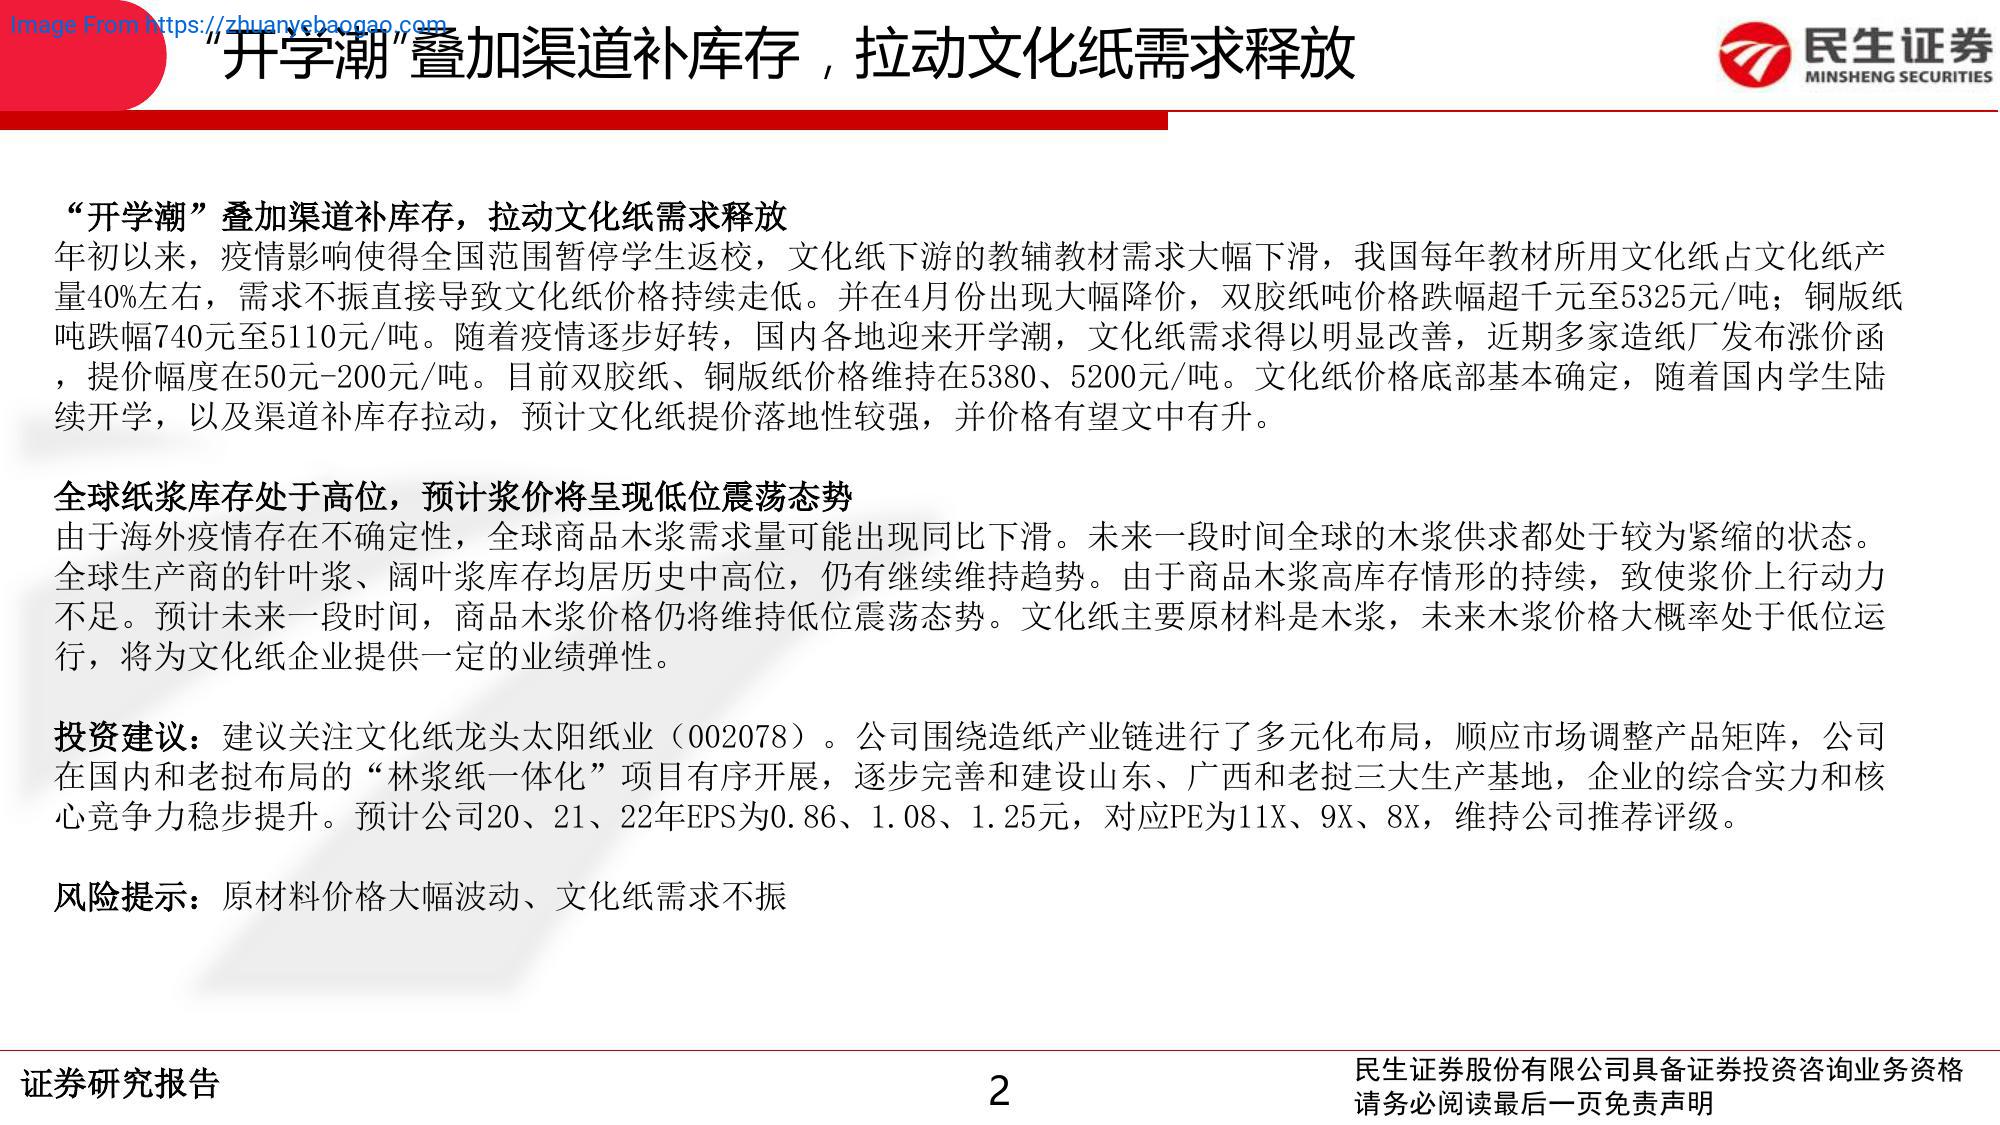 Image From https://zhuanyebaogao.com
“开学潮”叠加渠道补库存，拉动文化纸需求释放
民生证券
MINSHENG SECURITIES
“开学潮”叠加渠道补库存，拉动文化纸需求释放
年初以来，疫情影响使得全国范围暂停学生返校，文化纸下游的教辅教材需求大幅下滑，我国每年教材所用文化纸占文化纸产
量40%左右，需求不振直接导致文化纸价格持续走低。并在4月份出现大幅降价，双胶纸吨价格跌幅超千元至5325元/吨；铜版纸
吨跌幅740元至5110元/吨。随着疫情逐步好转，国内各地迎来开学潮，文化纸需求得以明显改善，近期多家造纸厂发布涨价函
，提价幅度在50元-200元/吨。目前双胶纸、铜版纸价格维持在5380、5200元/吨。文化纸价格底部基本确定，随着国内学生陆
续开学，以及渠道补库存拉动，预计文化纸提价落地性较强，并价格有望文中有升。
全球纸浆库存处于高位，预计浆价将呈现低位震荡态势
由于海外疫情存在不确定性，全球商品木浆需求量可能出现同比下滑。未来一段时间全球的木浆供求都处于较为紧缩的状态。
全球生产商的针叶浆、阔叶浆库存均居历史中高位，仍有继续维持趋势。由于商品木浆高库存情形的持续，致使浆价上行动力
不足。预计未来一段时间，商品木浆价格仍将维持低位震荡态势。文化纸主要原材料是木浆，未来木浆价格大概率处于低位运
行，将为文化纸企业提供一定的业绩弹性。
投资建议：建议关注文化纸龙头太阳纸业（002078）。公司围绕造纸产业链进行了多元化布局，顺应市场调整产品矩阵，公司
在国内和老挝布局的“林浆纸一体化”项目有序开展，逐步完善和建设山东、广西和老挝三大生产基地，企业的综合实力和核
心竞争力稳步提升。预计公司20、21、22年EPS为0.86、1.08、1.25元，对应PE为11X、9X、8X，维持公司推荐评级。
风险提示：原材料价格大幅波动、文化纸需求不振
证券研究报告
2
民生证券股份有限公司具备证券投资咨询业务资格
请务必阅读最后一页免责声明